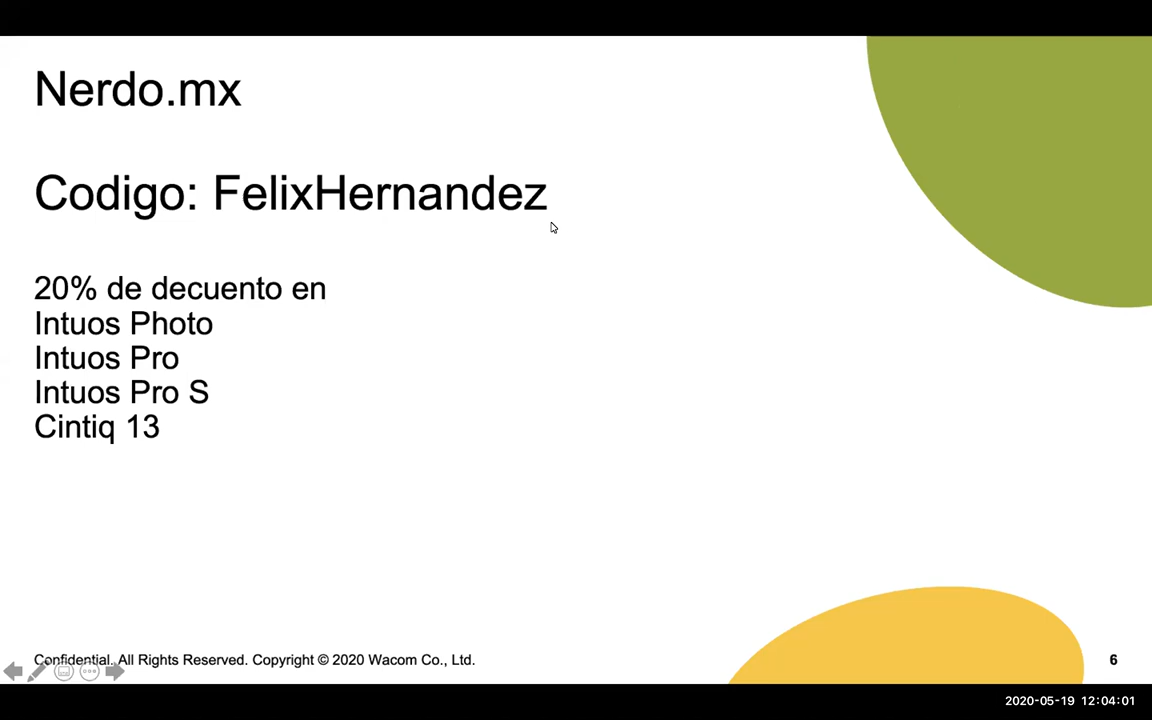 Nerdo.mx
Codigo: FelixHernandez
20% de decuento en
Intuos Photo
Intuos Pro
Intuos Pro S
Cintiq 13
Confidential. All Rights Reserved. Copyright © 2020 Wacom Co., Ltd.
6
2020-05-19 12:04:01